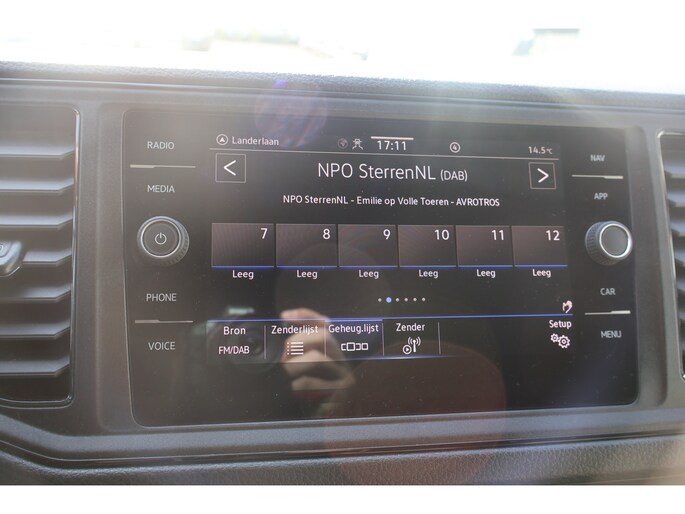 RADIO
MEDIA
PHONE
VOICE
Landerlaan 17:11 14.5°C
NPO SterrenNL (DAB)
NPO SterrenNL - Emilie op Volle Toeren - AVROTROS
7 8 9 10 11 12
Leeg Leeg Leeg Leeg Leeg Leeg
Bron Zenderlijst Geheug.lijst Zender Setup
FM/DAB
NAV
APP
CAR
MENU